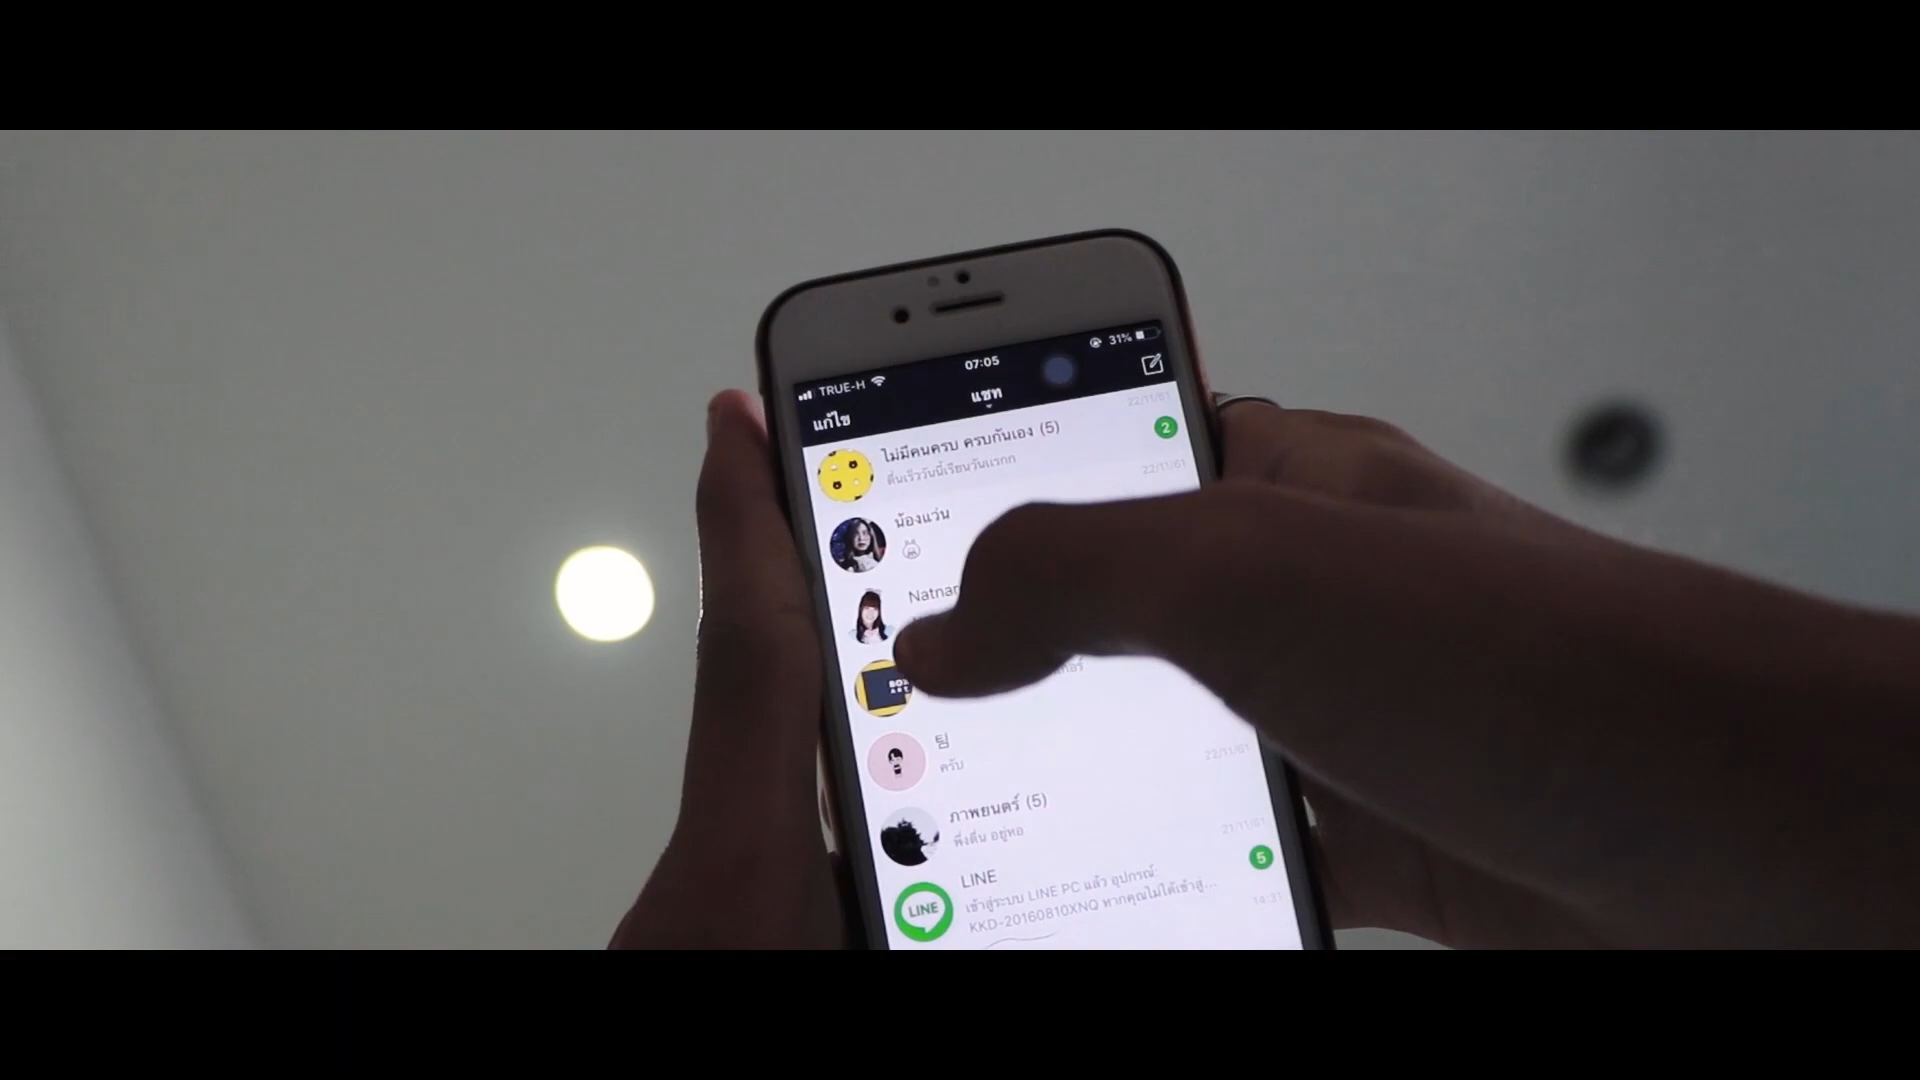 TRUE-H
07:05
31%
แก้ไข
แชท
22/11/61
ไม่มีคนครบ ครบกันเอง (5)
2
ตื่นเร็ววันนี้เรียนวันแรกก
22/11/61
น้องแว่น
Natnar
BOX
ART
팀
22/11/61
ครับ
ภาพยนตร์ (5)
พึ่งตื่น อยู่หอ
21/11/61
LINE
5
LINE
เข้าสู่ระบบ LINE PC แล้ว อุปกรณ์:
KKD-20160810XNQ หากคุณไม่ได้เข้าสู่...
14:31